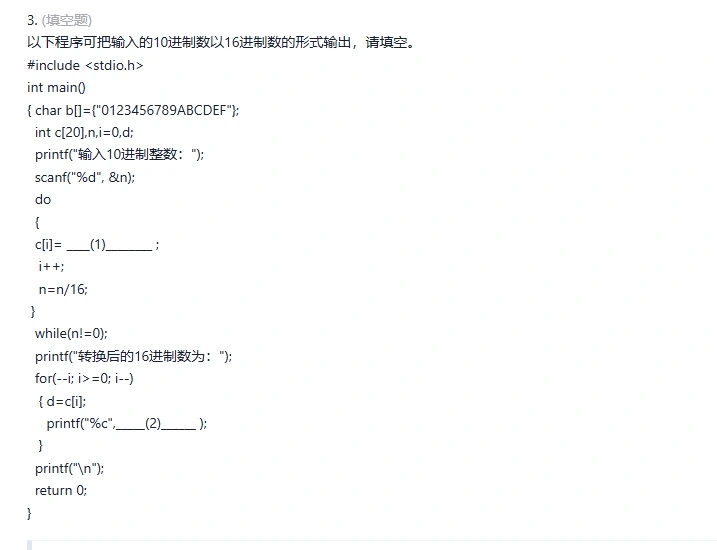 3. (填空题)
以下程序可把输入的10进制数以16进制数的形式输出，请填空。
#include <stdio.h>
int main()
{ char b[]={"0123456789ABCDEF"};
int c[20],n,i=0,d;
printf("输入10进制整数：");
scanf("%d", &n);
do
{
c[i]= ____(1)________ ;
i++;
n=n/16;
}
while(n!=0);
printf("转换后的16进制数为：");
for(--i; i>=0; i--)
{ d=c[i];
printf("%c",_____(2)______ );
}
printf("\n");
return 0;
}